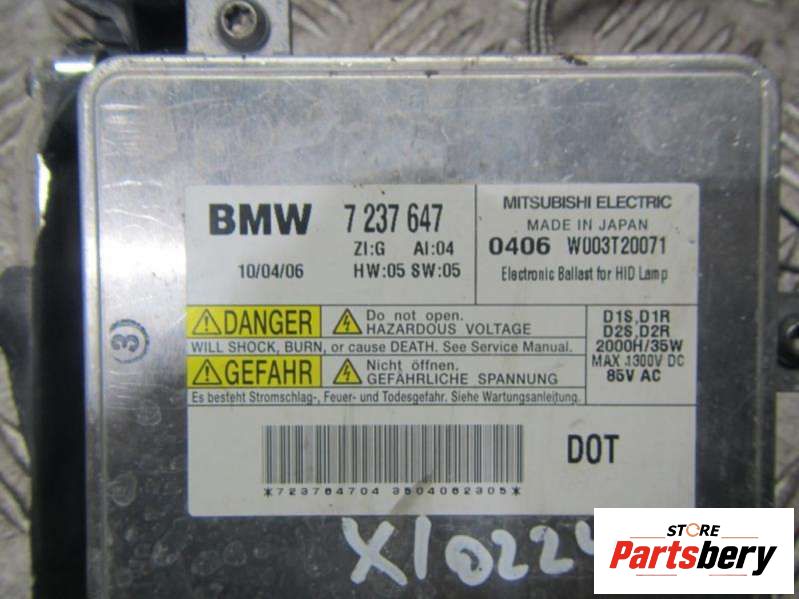 BMW 7 237 647
ZI:G AI:04
10/04/06 HW:05 SW:05
MITSUBISHI ELECTRIC
MADE IN JAPAN
0406 W003T20071
Electronic Ballast for HID Lamp
DANGER Do not open.
HAZARDOUS VOLTAGE
WILL SHOCK, BURN, or cause DEATH. See Service Manual.
GEFAHR Nicht öffnen.
GEFÄHRLICHE SPANNUNG
Es besteht Stromschlag-, Feuer- und Todesgefahr. Siehe Wartungsanleitung.
D1S,D1R
D2S,D2R
2000H/35W
MAX.1300V DC
85V AC
*723764704 3504062305*
DOT
3
X10224
STORE
Partsbery